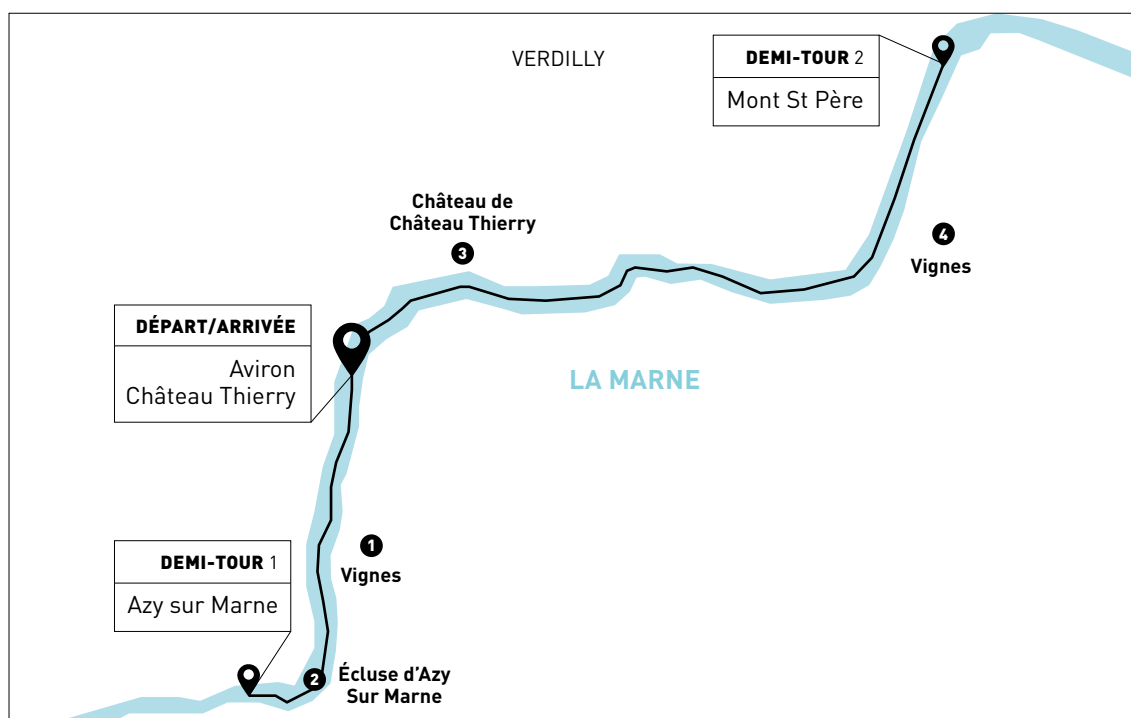 VERDILLY
DEMI-TOUR 2
Mont St Père
Château de
Château Thierry
3
4
Vignes
DÉPART/ARRIVÉE
Aviron
Château Thierry
LA MARNE
1
Vignes
DEMI-TOUR 1
Azy sur Marne
2
Écluse d'Azy
Sur Marne